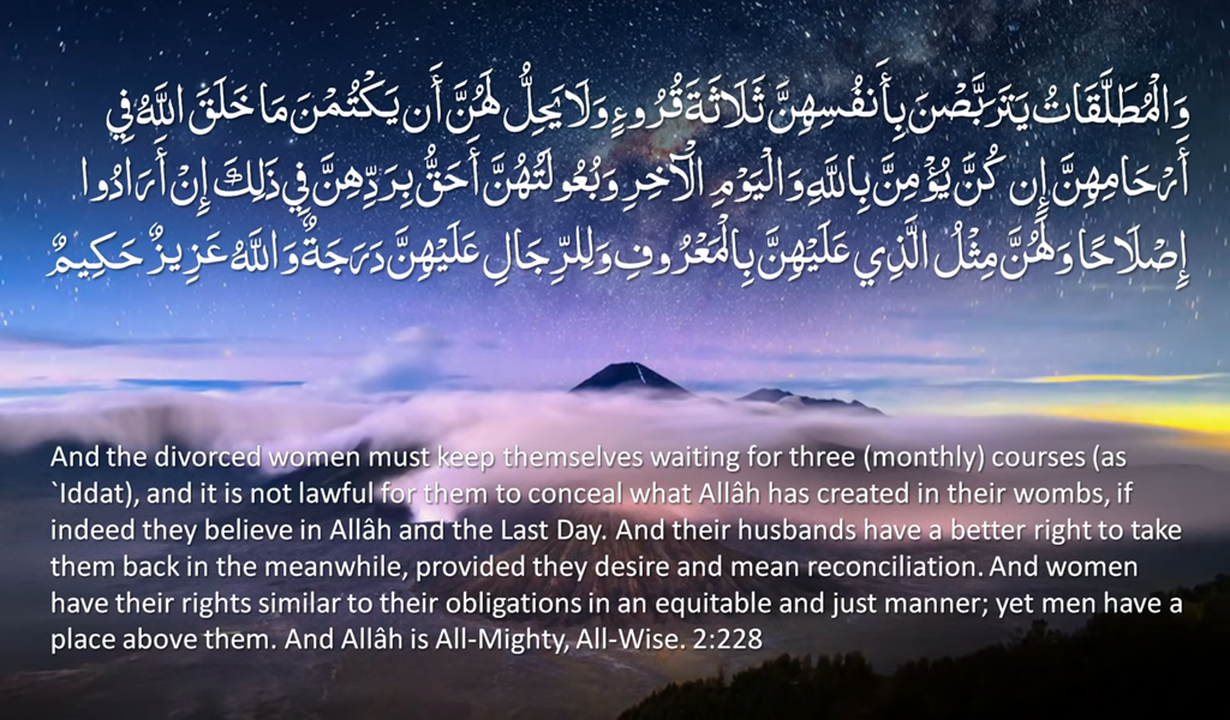 وَالْمُطَلَّقَاتُ يَتَرَبَّصْنَ بِأَنفُسِهِنَّ ثَلَاثَةَ قُرُوءٍ وَلَا يَحِلُّ لَهُنَّ أَن يَكْتُمْنَ مَا خَلَقَ اللَّهُ فِي
أَرْحَامِهِنَّ إِن كُنَّ يُؤْمِنَّ بِاللَّهِ وَالْيَوْمِ الْآخِرِ وَبُعُولَتُهُنَّ أَحَقُّ بِرَدِّهِنَّ فِي ذَٰلِكَ إِنْ أَرَادُوا
إِصْلَاحًا وَلَهُنَّ مِثْلُ الَّذِي عَلَيْهِنَّ بِالْمَعْرُوفِ وَلِلرِّجَالِ عَلَيْهِنَّ دَرَجَةٌ وَاللَّهُ عَزِيزٌ حَكِيمٌ
And the divorced women must keep themselves waiting for three (monthly) courses (as
`Iddat), and it is not lawful for them to conceal what Allâh has created in their wombs, if
indeed they believe in Allâh and the Last Day. And their husbands have a better right to take
them back in the meanwhile, provided they desire and mean reconciliation. And women
have their rights similar to their obligations in an equitable and just manner; yet men have a
place above them. And Allâh is All-Mighty, All-Wise. 2:228